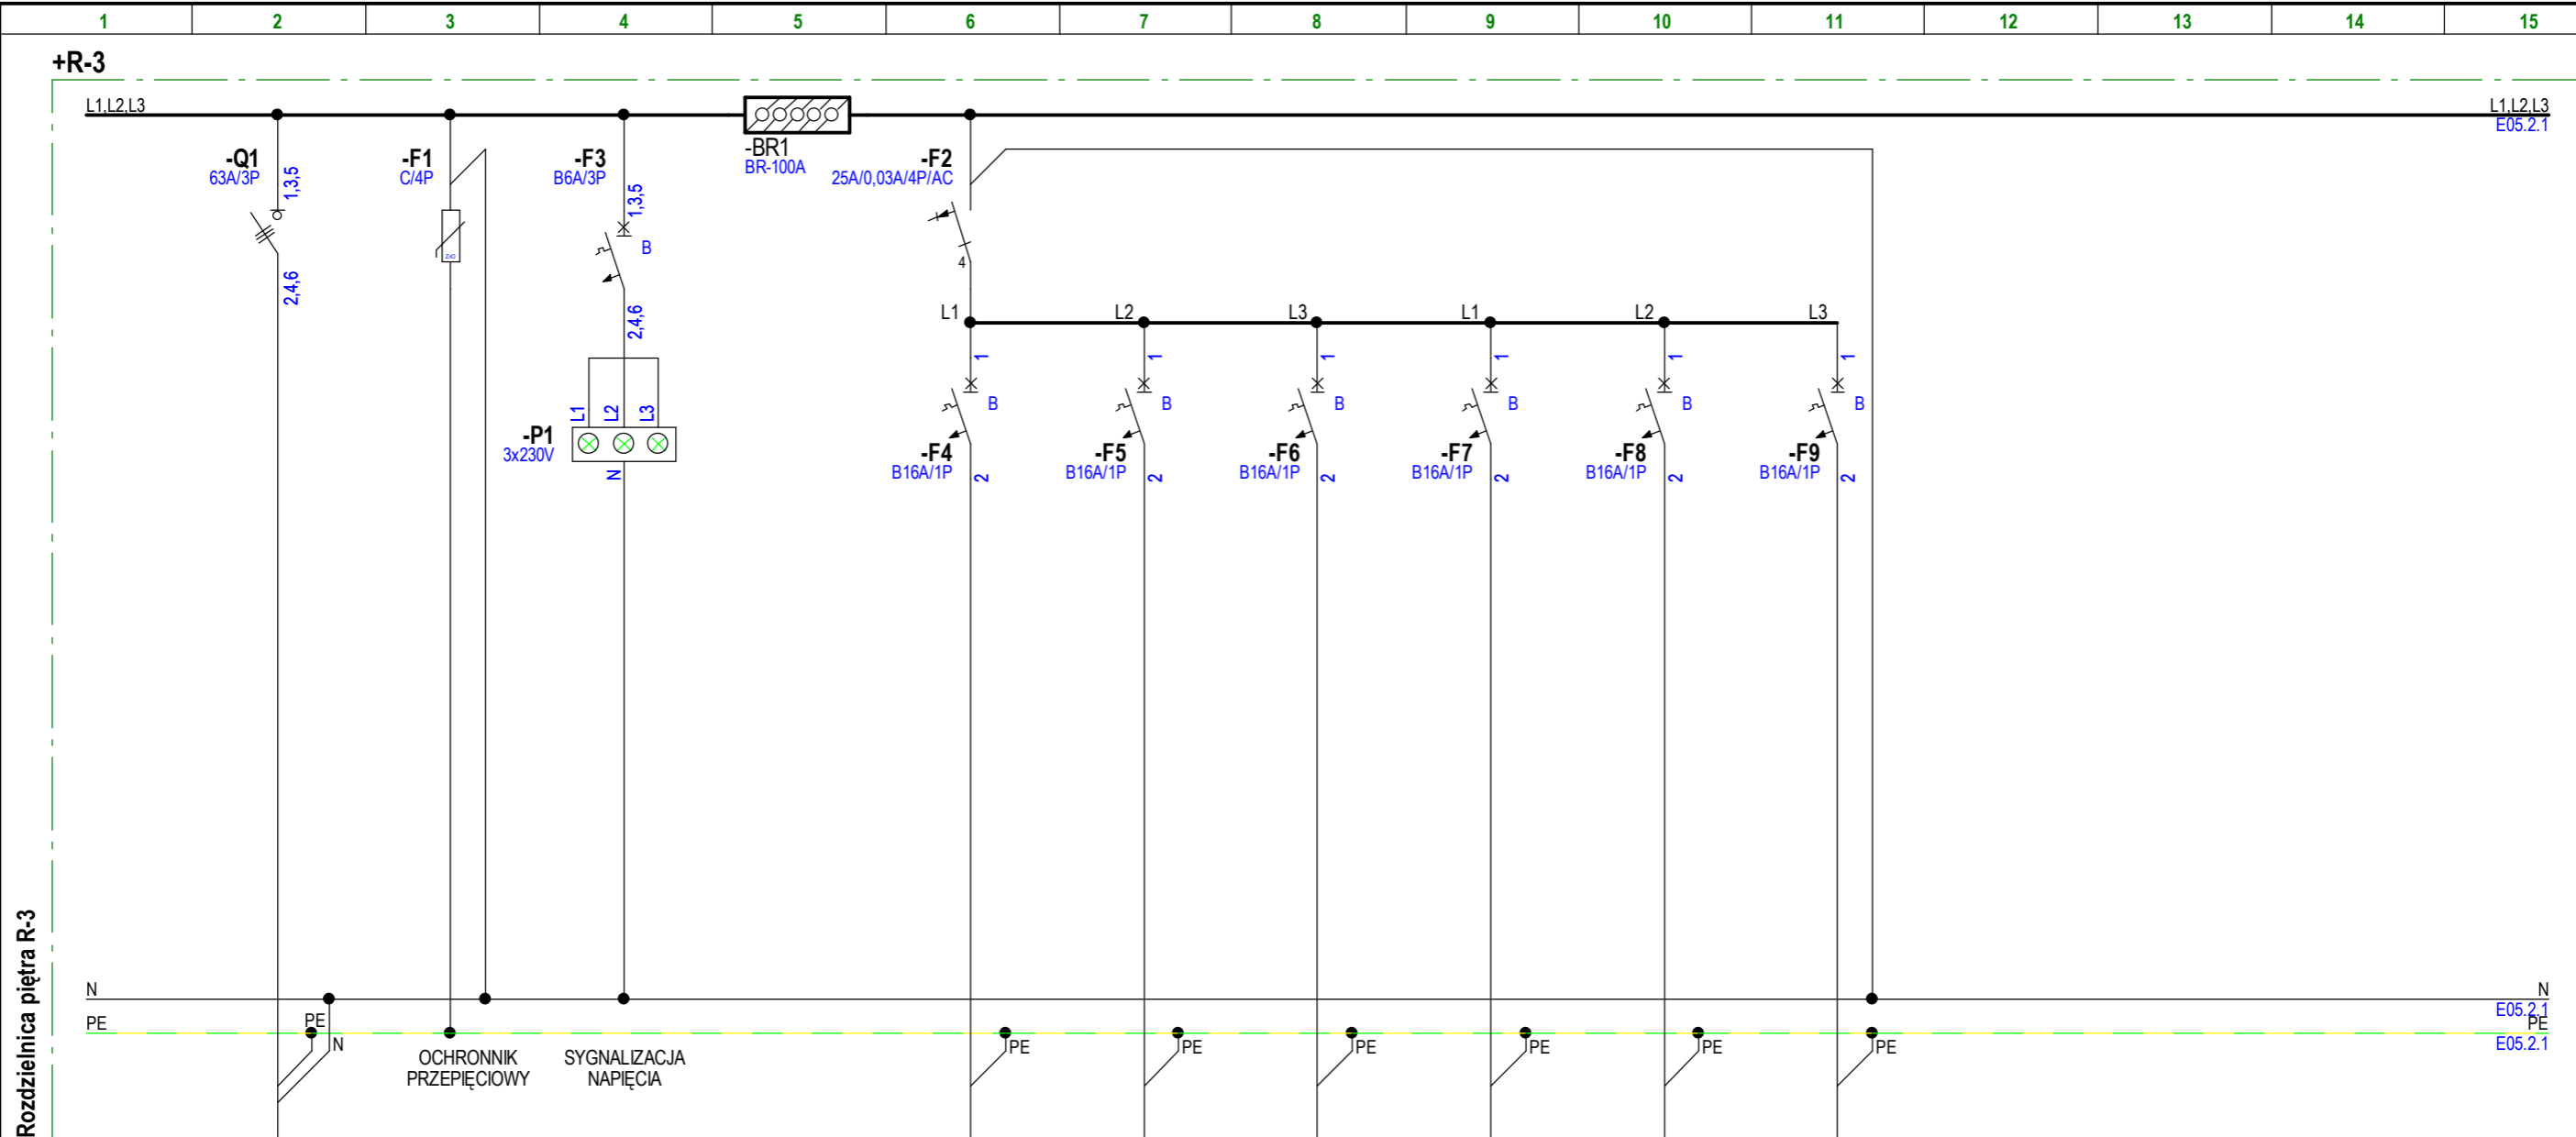 1 2 3 4 5 6 7 8 9 10 11 12 13 14 15
+R-3
L1,L2,L3
L1,L2,L3
E05.2.1
-Q1
63A/3P
1,3,5
2,4,6
-F1
C/4P
ZnO
-F3
B6A/3P
1,3,5
B
2,4,6
L1 L2 L3
-P1
3x230V
N
-BR1
BR-100A
-F2
25A/0,03A/4P/AC
4
L1 L2 L3 L1 L2 L3
1 1 1 1 1 1
B B B B B B
-F4
B16A/1P
2
-F5
B16A/1P
2
-F6
B16A/1P
2
-F7
B16A/1P
2
-F8
B16A/1P
2
-F9
B16A/1P
2
N
N
E05.2.1
PE
PE
E05.2.1
PE
N
OCHRONNIK
PRZEPIĘCIOWY
SYGNALIZACJA
NAPIĘCIA
PE PE PE PE PE PE
Rozdzielnica piętra R-3